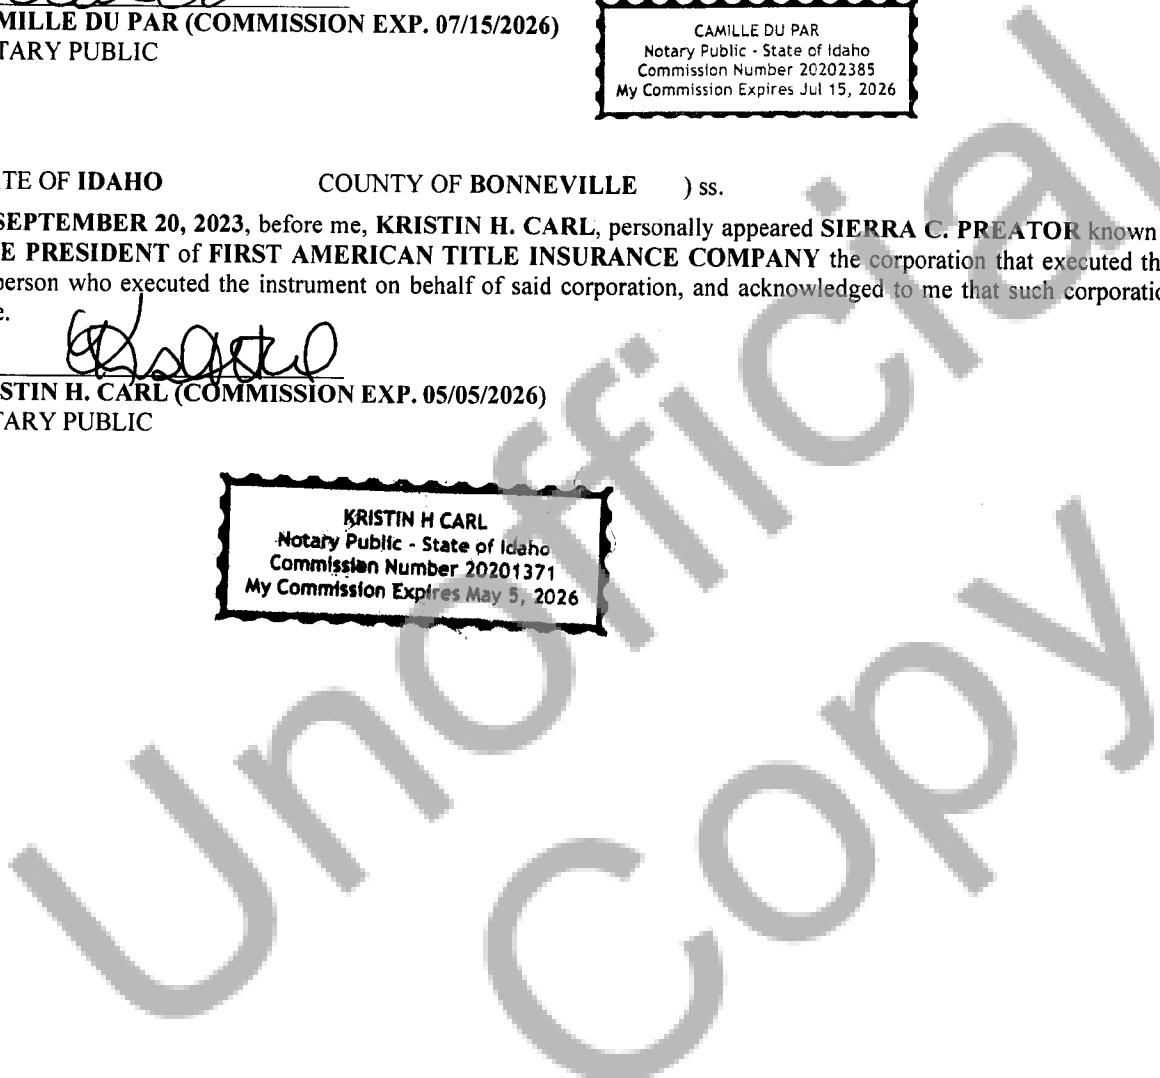 MILLE DU PAR (COMMISSION EXP. 07/15/2026)
TARY PUBLIC
CAMILLE DU PAR
Notary Public - State of Idaho
Commission Number 20202385
My Commission Expires Jul 15, 2026
TE OF IDAHO COUNTY OF BONNEVILLE ) ss.
SEPTEMBER 20, 2023, before me, KRISTIN H. CARL, personally appeared SIERRA C. PREATOR known
E PRESIDENT of FIRST AMERICAN TITLE INSURANCE COMPANY the corporation that executed th
person who executed the instrument on behalf of said corporation, and acknowledged to me that such corporatio
e.
STIN H. CARL (COMMISSION EXP. 05/05/2026)
TARY PUBLIC
KRISTIN H CARL
Notary Public - State of Idaho
Commission Number 20201371
My Commission Expires May 5, 2026
Unofficial
Copy